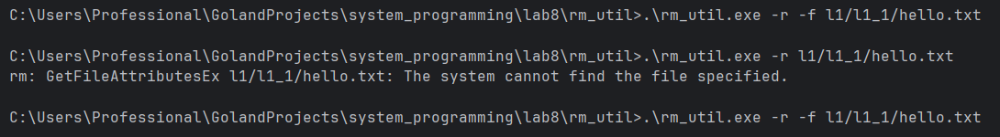 C:\Users\Professional\GolandProjects\system_programming\lab8\rm_util>.\rm_util.exe -r -f l1/l1_1/hello.txt
C:\Users\Professional\GolandProjects\system_programming\lab8\rm_util>.\rm_util.exe -r l1/l1_1/hello.txt
rm: GetFileAttributesEx l1/l1_1/hello.txt: The system cannot find the file specified.
C:\Users\Professional\GolandProjects\system_programming\lab8\rm_util>.\rm_util.exe -r -f l1/l1_1/hello.txt